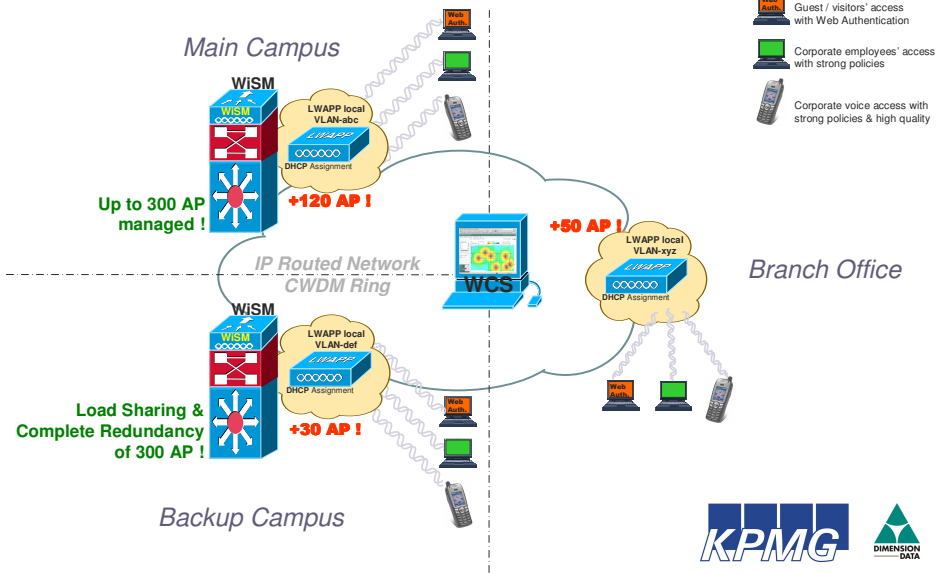 Web
Auth.
Guest / visitors' access
with Web Authentication
Corporate employees' access
with strong policies
Corporate voice access with
strong policies & high quality
Main Campus
Web
Auth.
WiSM
WiSM
LWAPP local
VLAN-abc
LWAPP
DHCP Assignment
Up to 300 AP
managed !
+120 AP !
+50 AP !
LWAPP local
VLAN-xyz
LWAPP
DHCP Assignment
Branch Office
IP Routed Network
CWDM Ring
WCS
WiSM
WiSM
LWAPP local
VLAN-def
LWAPP
DHCP Assignment
Load Sharing &
Complete Redundancy
of 300 AP !
+30 AP !
Web
Auth.
Web
Auth.
Backup Campus
KPMG
DIMENSION
DATA